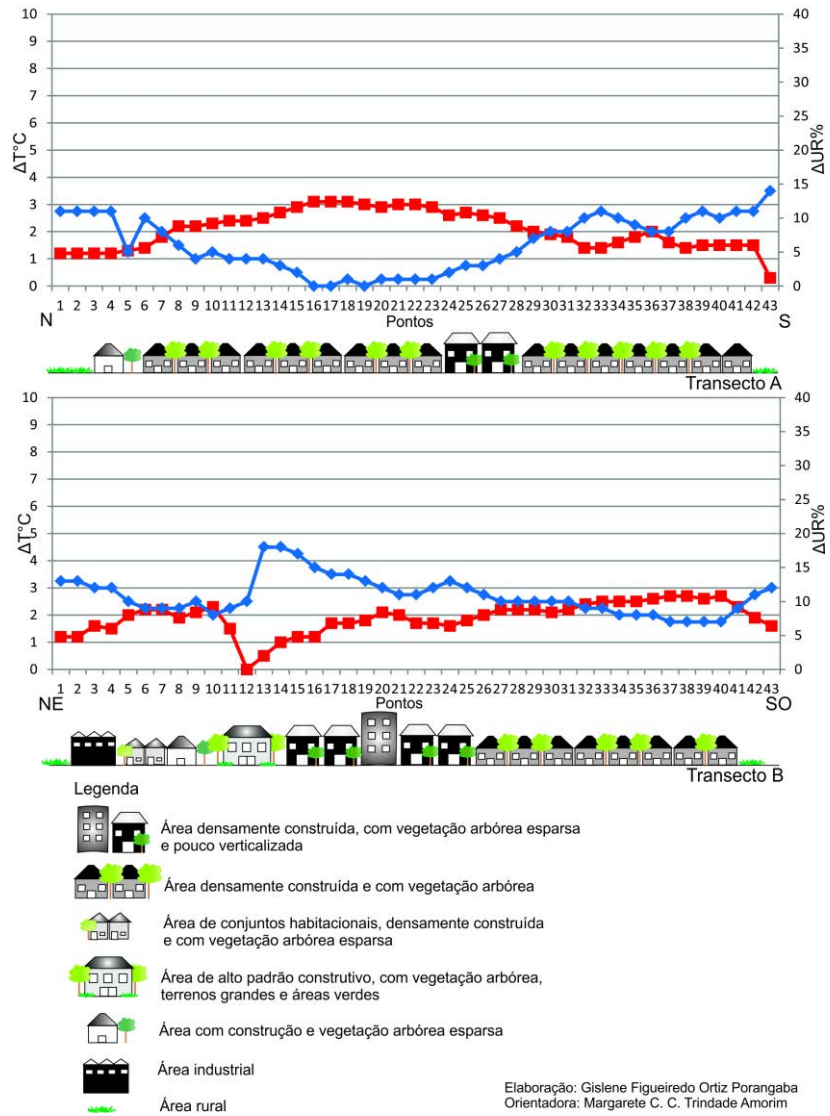 10 40
9 35
8
7 30
6 25
5 20
4
3 15
2 10
1 5
0 0
ΔT°C
ΔUR%
1 2 3 4 5 6 7 8 9 10 11 12 13 14 15 16 17 18 19 20 21 22 23 24 25 26 27 28 29 30 31 32 33 34 35 36 37 38 39 40 41 42 43
N Pontos S
Transecto A
10 40
9 35
8
7 30
6 25
5 20
4
3 15
2 10
1 5
0 0
ΔT°C
ΔUR%
1 2 3 4 5 6 7 8 9 10 11 12 13 14 15 16 17 18 19 20 21 22 23 24 25 26 27 28 29 30 31 32 33 34 35 36 37 38 39 40 41 42 43
NE Pontos SO
Transecto B
Legenda
Área densamente construída, com vegetação arbórea esparsa
e pouco verticalizada
Área densamente construída e com vegetação arbórea
Área de conjuntos habitacionais, densamente construída
e com vegetação arbórea esparsa
Área de alto padrão construtivo, com vegetação arbórea,
terrenos grandes e áreas verdes
Área com construção e vegetação arbórea esparsa
Área industrial
Área rural
Elaboração: Gislene Figueiredo Ortiz Porangaba
Orientadora: Margarete C. C. Trindade Amorim